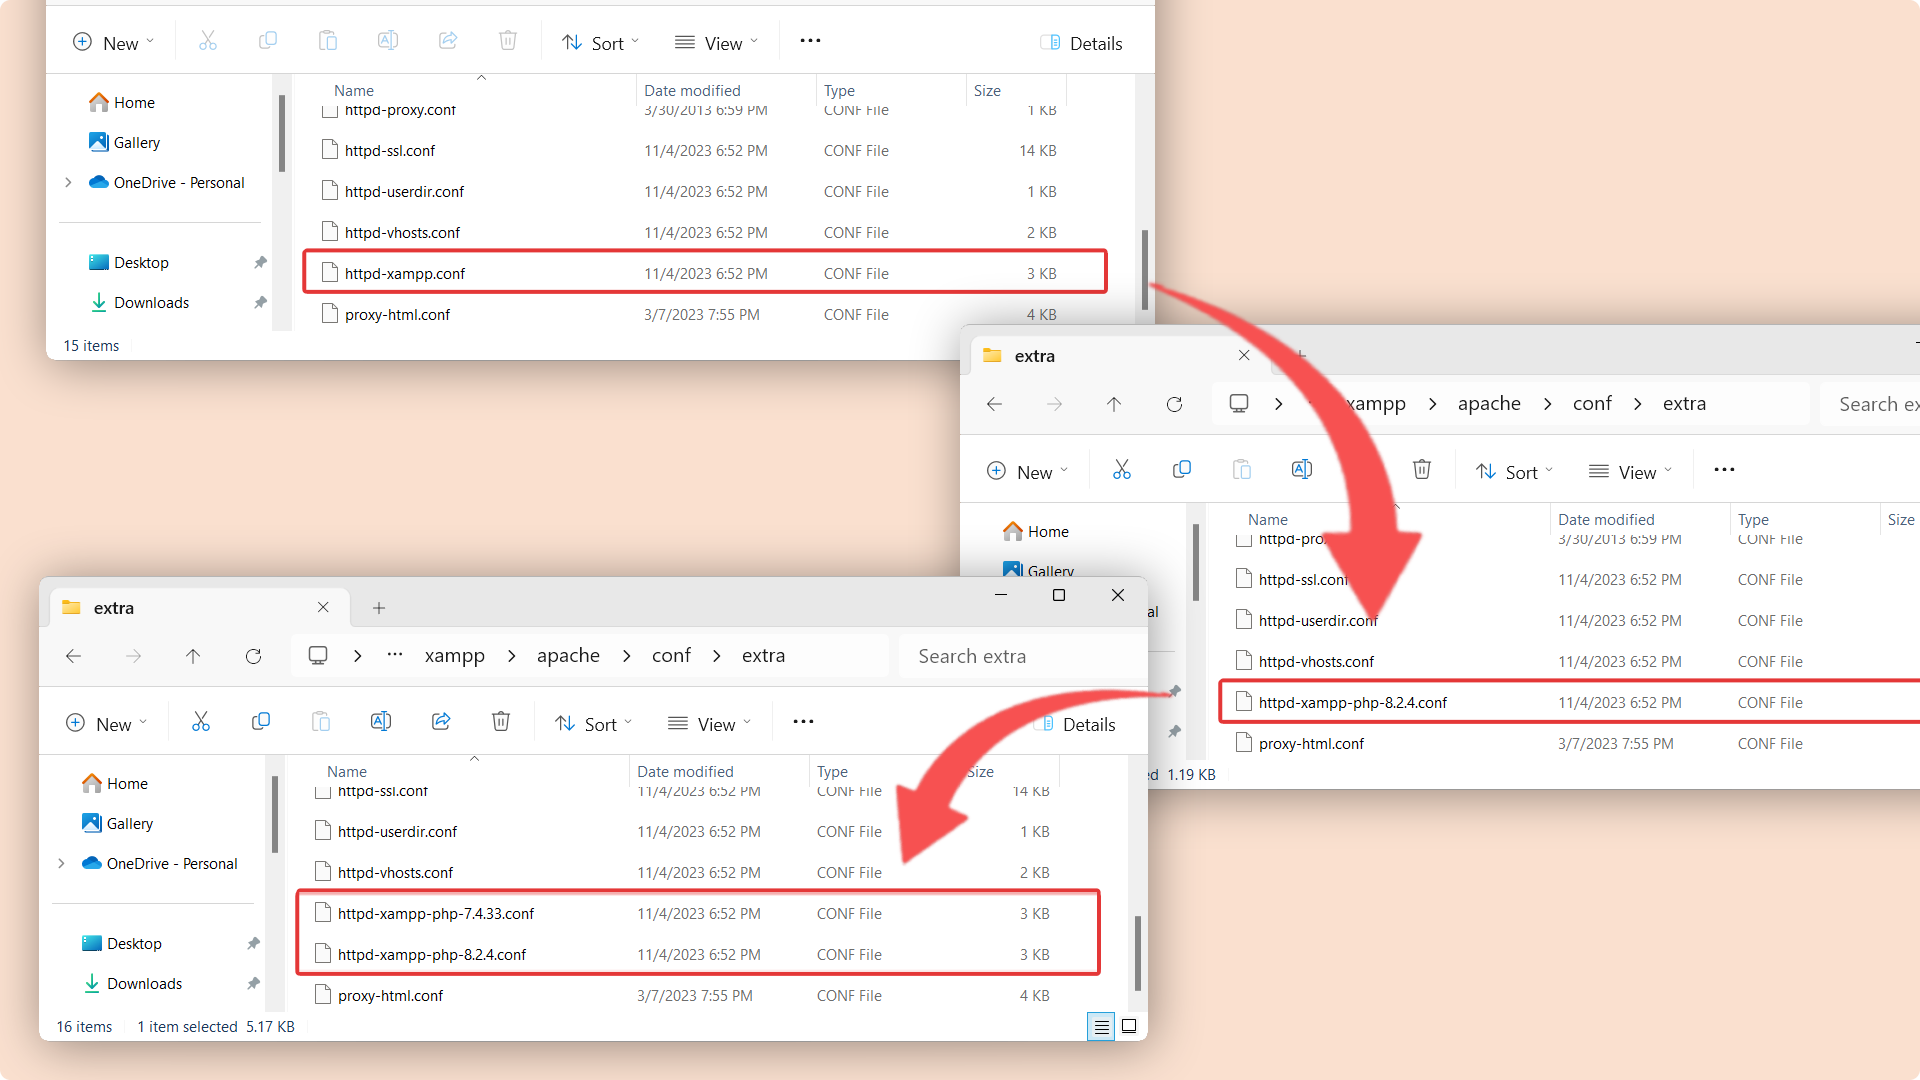 New Sort View Details
Name Date modified Type Size
Home
Gallery
OneDrive - Personal
Desktop
Downloads
httpd-proxy.conf 3/30/2013 6:59 PM CONF File 1 KB
httpd-ssl.conf 11/4/2023 6:52 PM CONF File 14 KB
httpd-userdir.conf 11/4/2023 6:52 PM CONF File 1 KB
httpd-vhosts.conf 11/4/2023 6:52 PM CONF File 2 KB
httpd-xampp.conf 11/4/2023 6:52 PM CONF File 3 KB
proxy-html.conf 3/7/2023 7:55 PM CONF File 4 KB
15 items
extra
xampp apache conf extra Search ex
New Sort View
Name Date modified Type Size
Home
Gallery
al
httpd-pro 3/30/2013 6:59 PM CONF File
httpd-ssl.conf 11/4/2023 6:52 PM CONF File
httpd-userdir.conf 11/4/2023 6:52 PM CONF File
httpd-vhosts.conf 11/4/2023 6:52 PM CONF File
httpd-xampp-php-8.2.4.conf 11/4/2023 6:52 PM CONF File
proxy-html.conf 3/7/2023 7:55 PM CONF File
ed 1.19 KB
extra
xampp apache conf extra Search extra
New Sort View Details
Name Date modified Type Size
Home
Gallery
OneDrive - Personal
Desktop
Downloads
httpd-ssl.conf 11/4/2023 6:52 PM CONF File 14 KB
httpd-userdir.conf 11/4/2023 6:52 PM CONF File 1 KB
httpd-vhosts.conf 11/4/2023 6:52 PM CONF File 2 KB
httpd-xampp-php-7.4.33.conf 11/4/2023 6:52 PM CONF File 3 KB
httpd-xampp-php-8.2.4.conf 11/4/2023 6:52 PM CONF File 3 KB
proxy-html.conf 3/7/2023 7:55 PM CONF File 4 KB
16 items 1 item selected 5.17 KB